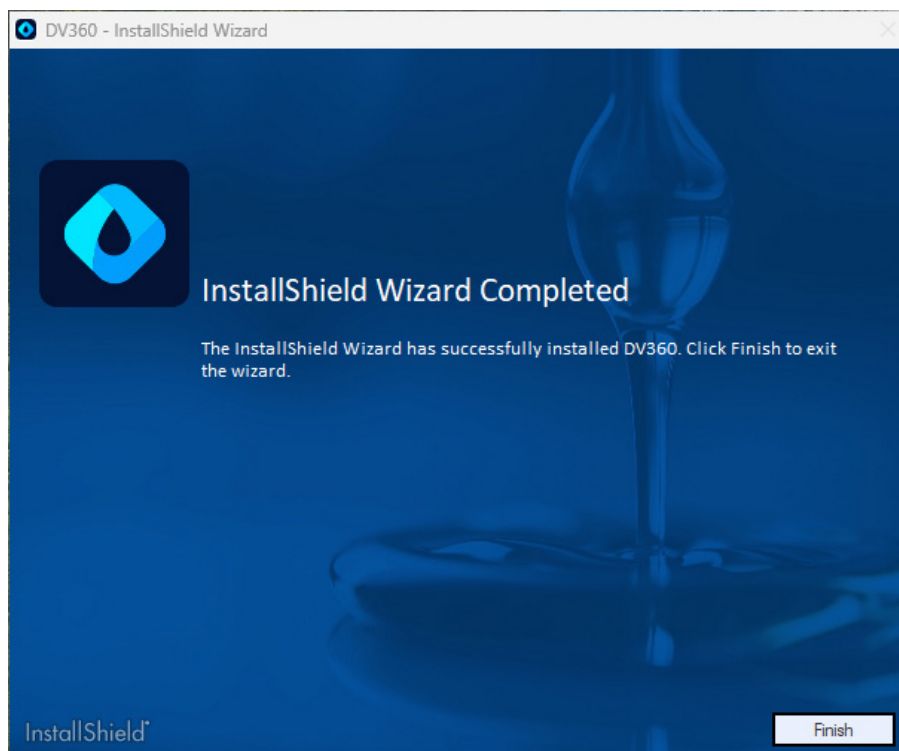 DV360 - InstallShield Wizard
InstallShield Wizard Completed
The InstallShield Wizard has successfully installed DV360. Click Finish to exit
the wizard.
InstallShield
Finish